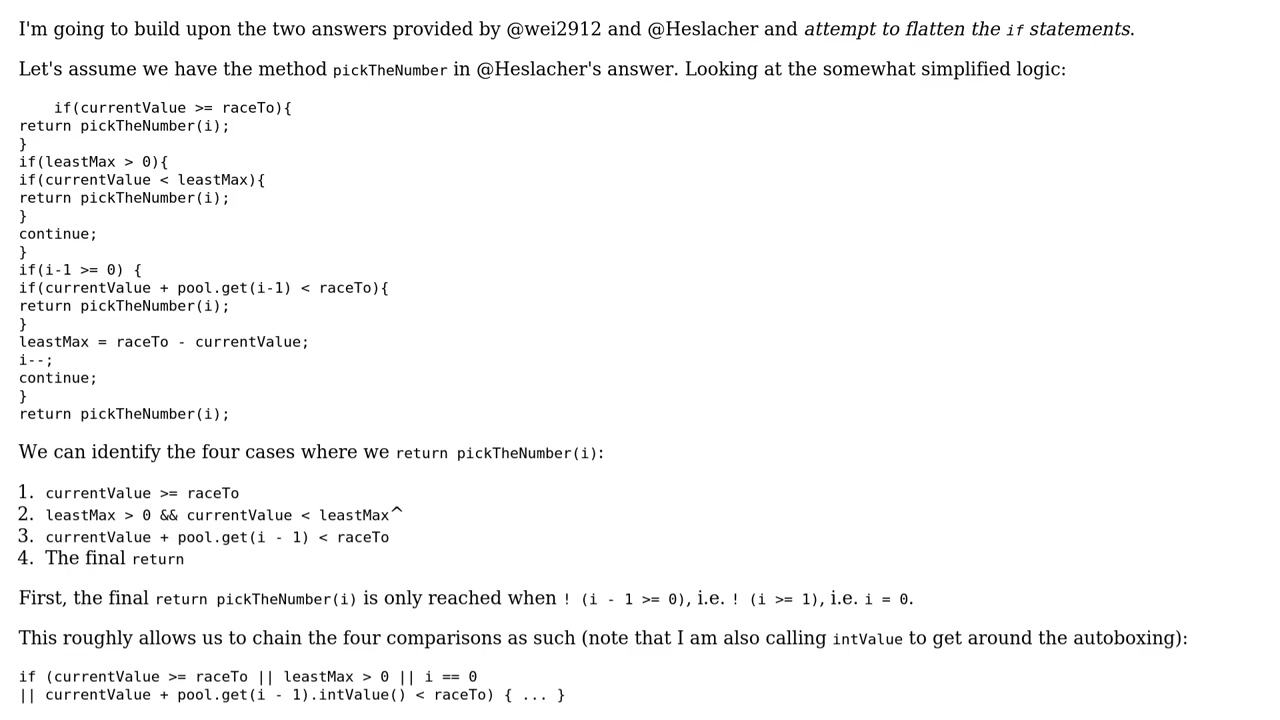 I'm going to build upon the two answers provided by @wei2912 and @Heslacher and attempt to flatten the if statements.
Let's assume we have the method pickTheNumber in @Heslacher's answer. Looking at the somewhat simplified logic:
if(currentValue >= raceTo){
return pickTheNumber(i);
}
if(leastMax > 0){
if(currentValue < leastMax){
return pickTheNumber(i);
}
continue;
}
if(i-1 >= 0) {
if(currentValue + pool.get(i-1) < raceTo){
return pickTheNumber(i);
}
leastMax = raceTo - currentValue;
i--;
continue;
}
return pickTheNumber(i);
We can identify the four cases where we return pickTheNumber(i):
1. currentValue >= raceTo
2. leastMax > 0 && currentValue < leastMax^
3. currentValue + pool.get(i - 1) < raceTo
4. The final return
First, the final return pickTheNumber(i) is only reached when ! (i - 1 >= 0), i.e. ! (i >= 1), i.e. i = 0.
This roughly allows us to chain the four comparisons as such (note that I am also calling intValue to get around the autoboxing):
if (currentValue >= raceTo || leastMax > 0 || i == 0
|| currentValue + pool.get(i - 1).intValue() < raceTo) { ... }